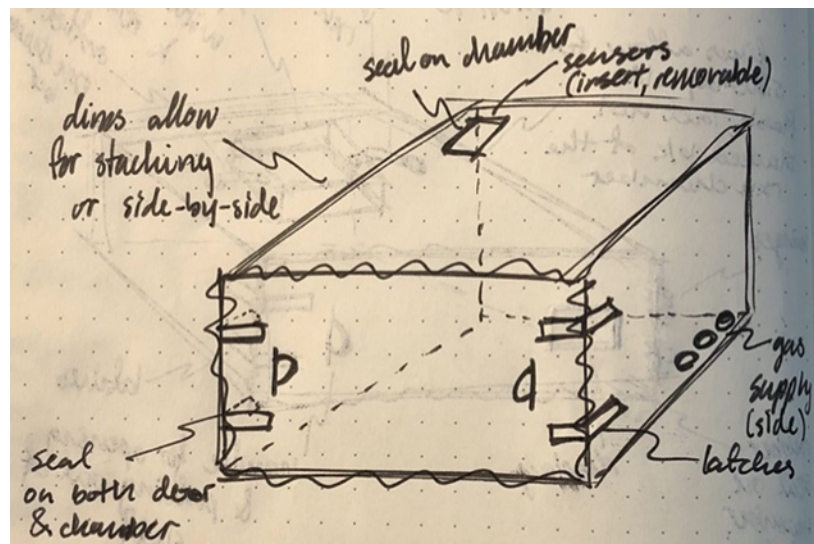 seal on chamber
sensers
(insert, removable)
dims allow
for stacking
or side-by-side
gas
supply
(side)
latches
seal
on both door
& chamber